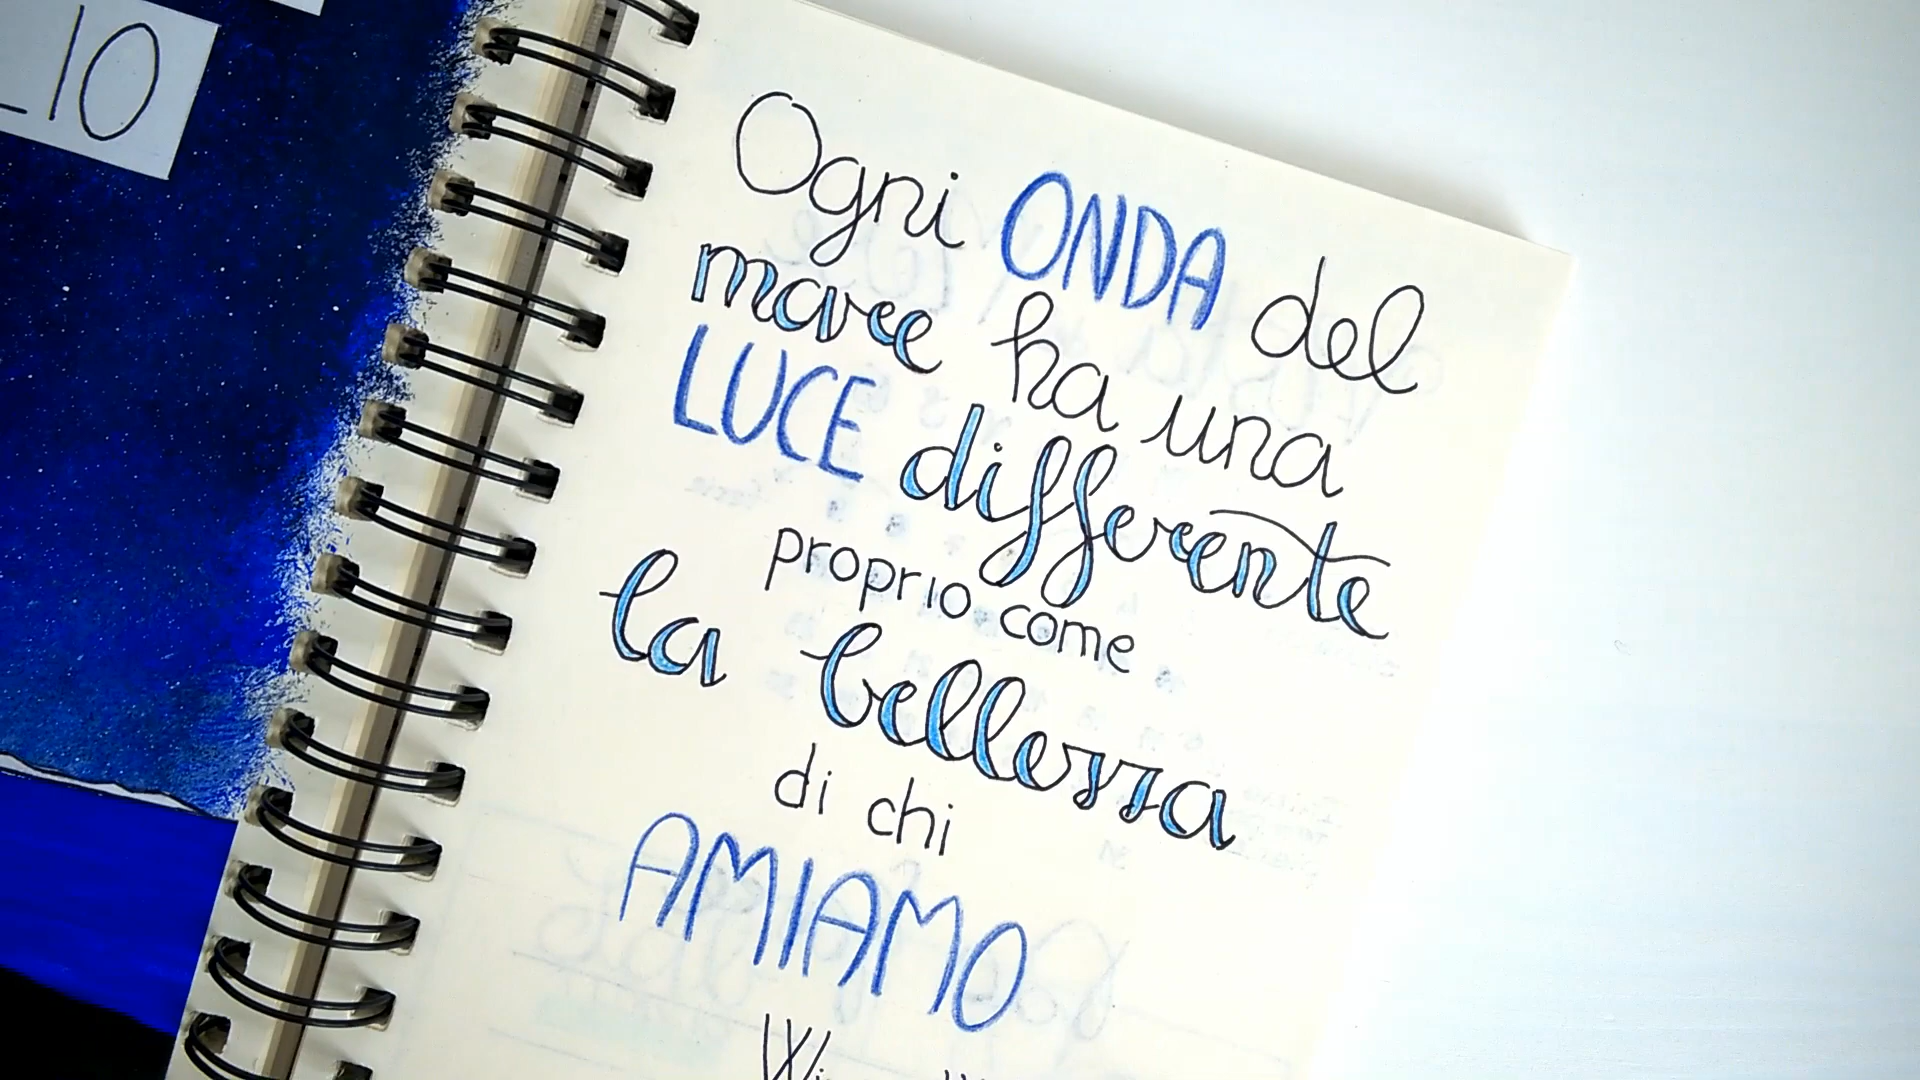 LIO
Ogni ONDA del
mare ha una
LUCE differente
proprio come
la bellezza
di chi
AMIAMO